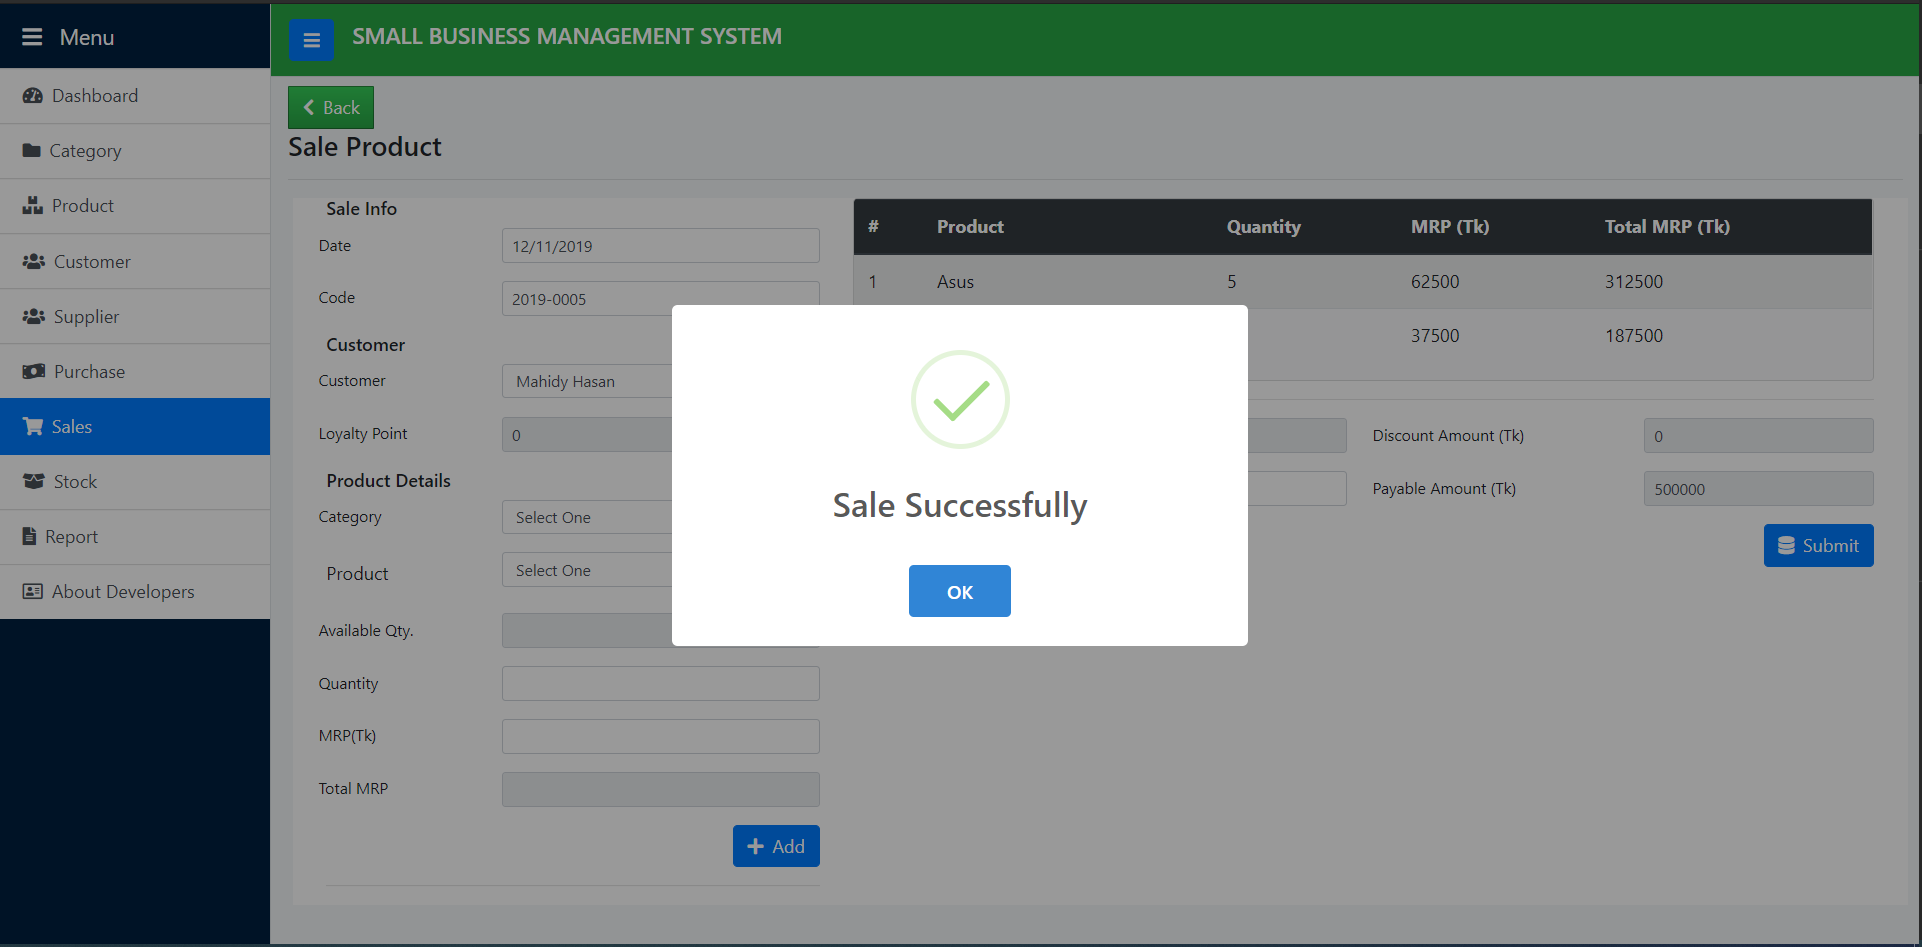 Menu
SMALL BUSINESS MANAGEMENT SYSTEM
Dashboard
Category
Product
Customer
Supplier
Purchase
Sales
Stock
Report
About Developers
Back
Sale Product
Sale Info
Date 12/11/2019
Code 2019-0005
Customer
Customer Mahidy Hasan
Loyalty Point 0
Product Details
Category Select One
Product Select One
Available Qty.
Quantity
MRP(Tk)
Total MRP
Add
# Product Quantity MRP (Tk) Total MRP (Tk)
1 Asus 5 62500 312500
37500 187500
Discount Amount (Tk) 0
Payable Amount (Tk) 500000
Submit
Sale Successfully
OK